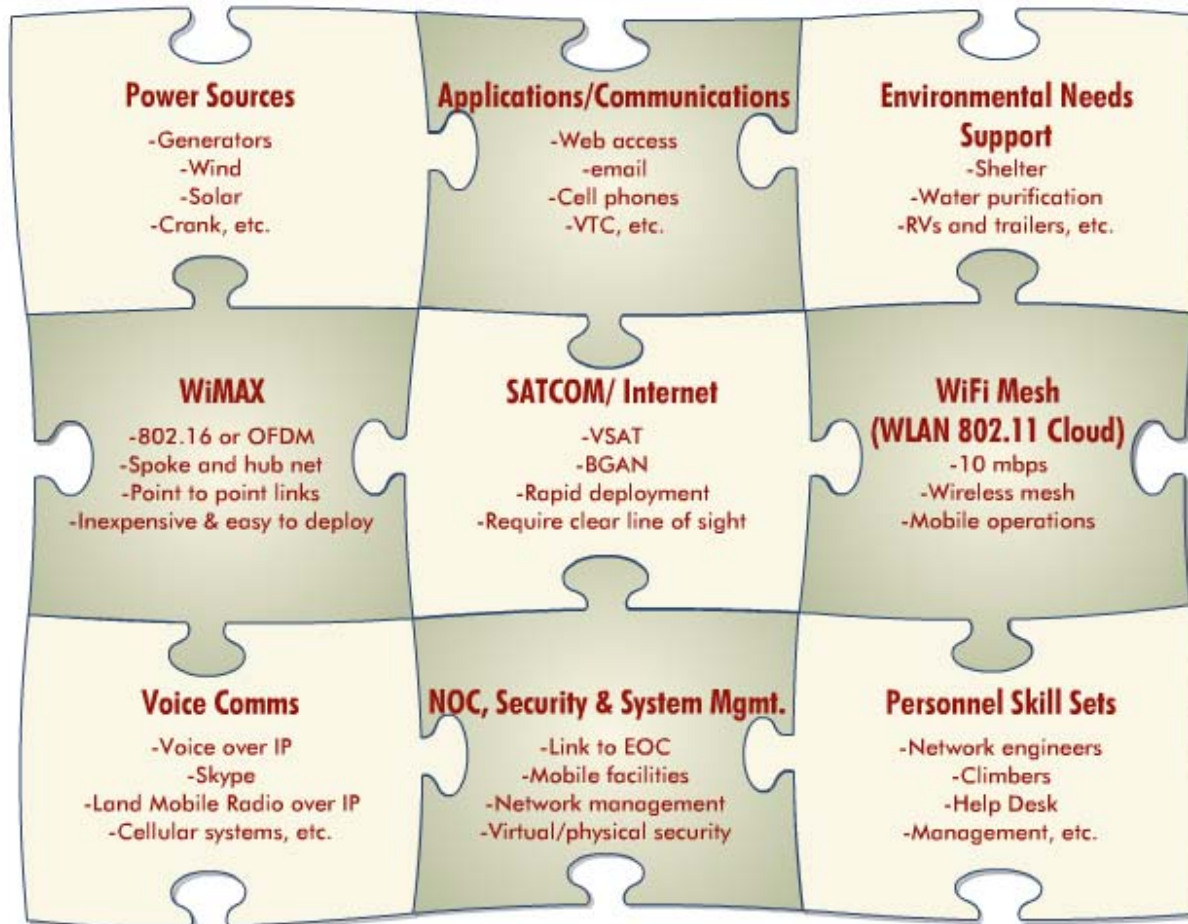 Power Sources
-Generators
-Wind
-Solar
-Crank, etc.
Applications/Communications
-Web access
-email
-Cell phones
-VTC, etc.
Environmental Needs
Support
-Shelter
-Water purification
-RVs and trailers, etc.
WiMAX
-802.16 or OFDM
-Spoke and hub net
-Point to point links
-Inexpensive & easy to deploy
SATCOM/ Internet
-VSAT
-BGAN
-Rapid deployment
-Require clear line of sight
WiFi Mesh
(WLAN 802.11 Cloud)
-10 mbps
-Wireless mesh
-Mobile operations
Voice Comms
-Voice over IP
-Skype
-Land Mobile Radio over IP
-Cellular systems, etc.
NOC, Security & System Mgmt.
-Link to EOC
-Mobile facilities
-Network management
-Virtual/physical security
Personnel Skill Sets
-Network engineers
-Climbers
-Help Desk
-Management, etc.